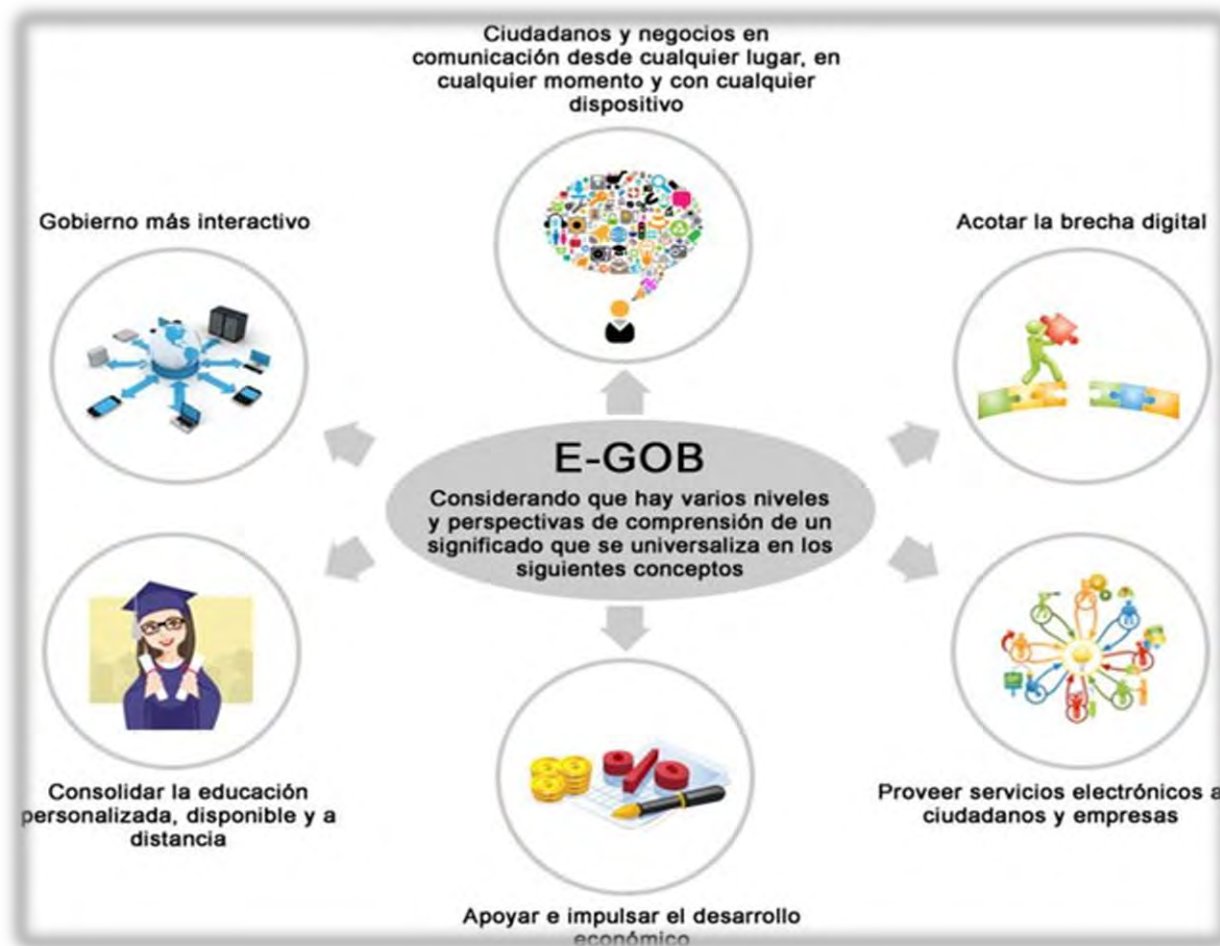 Ciudadanos y negocios en
comunicación desde cualquier lugar, en
cualquier momento y con cualquier
dispositivo
Gobierno más interactivo
Acotar la brecha digital
E-GOB
Considerando que hay varios niveles
y perspectivas de comprensión de un
significado que se universaliza en los
siguientes conceptos
Consolidar la educación
personalizada, disponible y a
distancia
Proveer servicios electrónicos a
ciudadanos y empresas
Apoyar e impulsar el desarrollo
económico